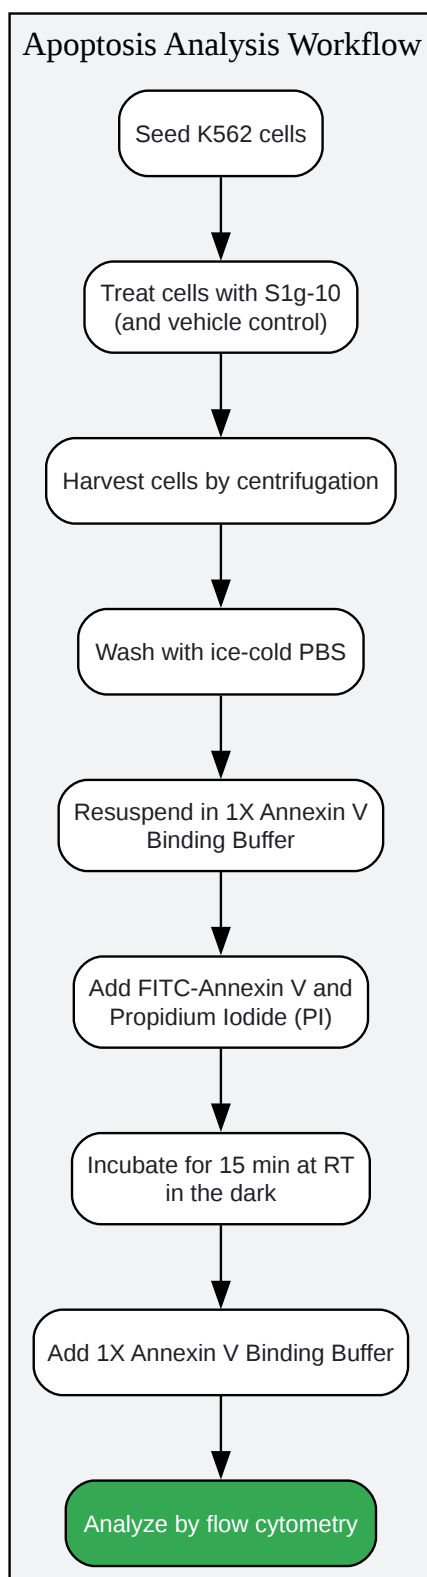 Apoptosis Analysis Workflow
Seed K562 cells
Treat cells with S1g-10
(and vehicle control)
Harvest cells by centrifugation
Wash with ice-cold PBS
Resuspend in 1X Annexin V
Binding Buffer
Add FITC-Annexin V and
Propidium Iodide (PI)
Incubate for 15 min at RT
in the dark
Add 1X Annexin V Binding Buffer
Analyze by flow cytometry